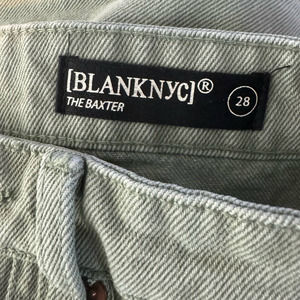 [BLANKNYC]®
THE BAXTER
28